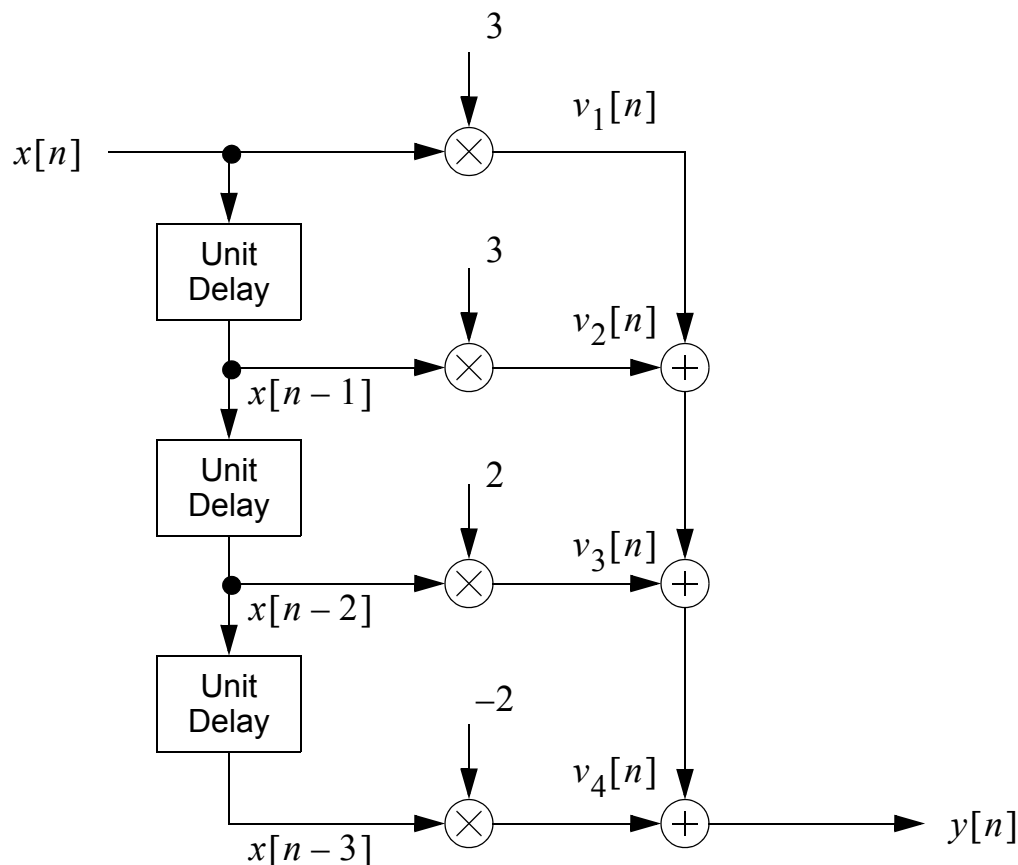 3
x[n]
v₁[n]
Unit
Delay
3
v₂[n]
x[n – 1]
Unit
Delay
2
v₃[n]
x[n – 2]
Unit
Delay
–2
v₄[n]
x[n – 3]
y[n]